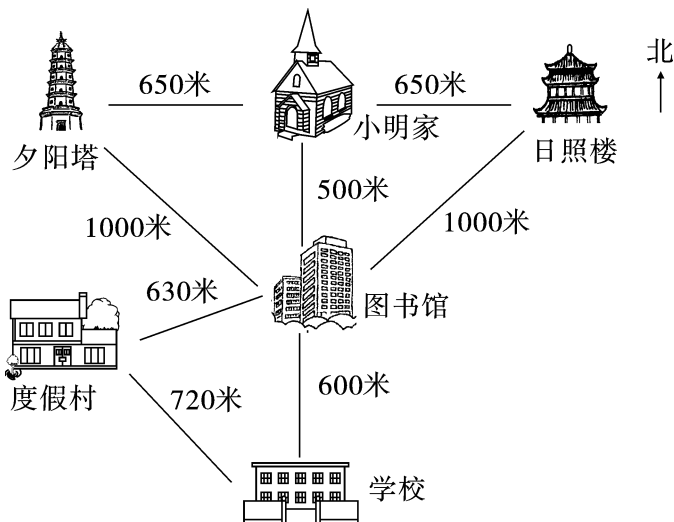 北
650米
650米
小明家
夕阳塔
日照楼
500米
1000米
1000米
630米
图书馆
度假村
720米
600米
学校